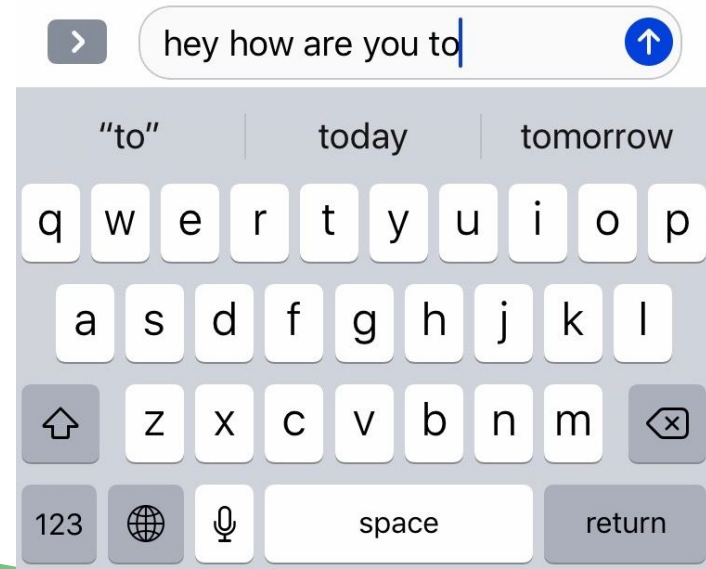 hey how are you to
“to” today tomorrow
q w e r t y u i o p
a s d f g h j k l
z x c v b n m
123 space return